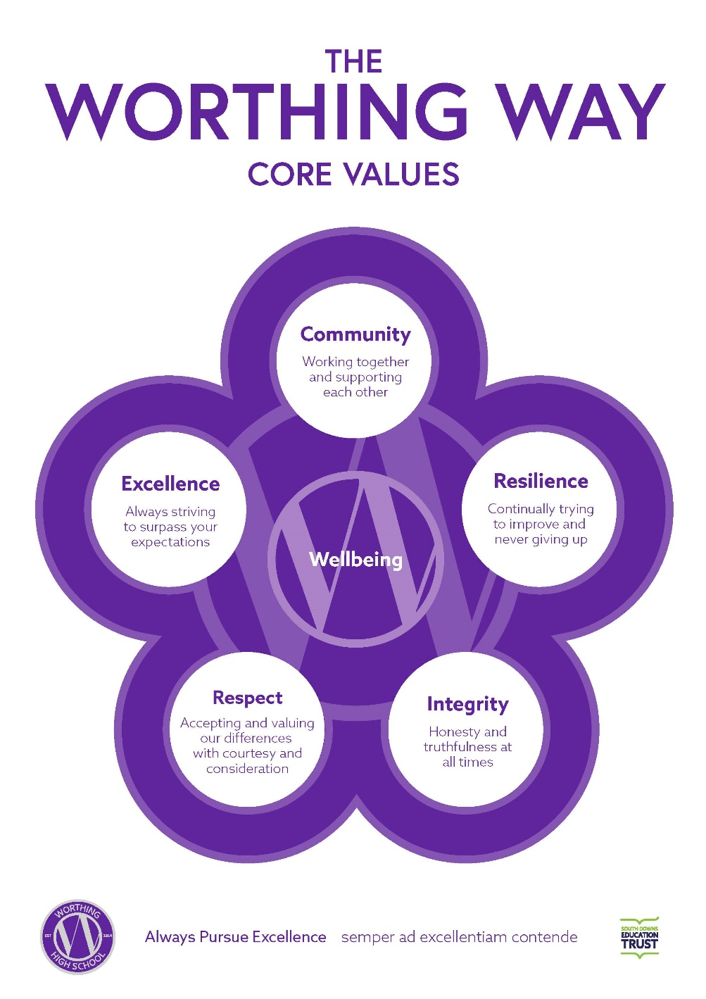 THE
WORTHING WAY
CORE VALUES
Community
Working together
and supporting
each other
Excellence
Always striving
to surpass your
expectations
Resilience
Continually trying
to improve and
never giving up
Wellbeing
Respect
Accepting and valuing
our differences
with courtesy and
consideration
Integrity
Honesty and
truthfulness at
all times
WORTHING
EST 1914
HIGH SCHOOL
Always Pursue Excellence semper ad excellentiam contende
SOUTH DOWNS
EDUCATION
TRUST